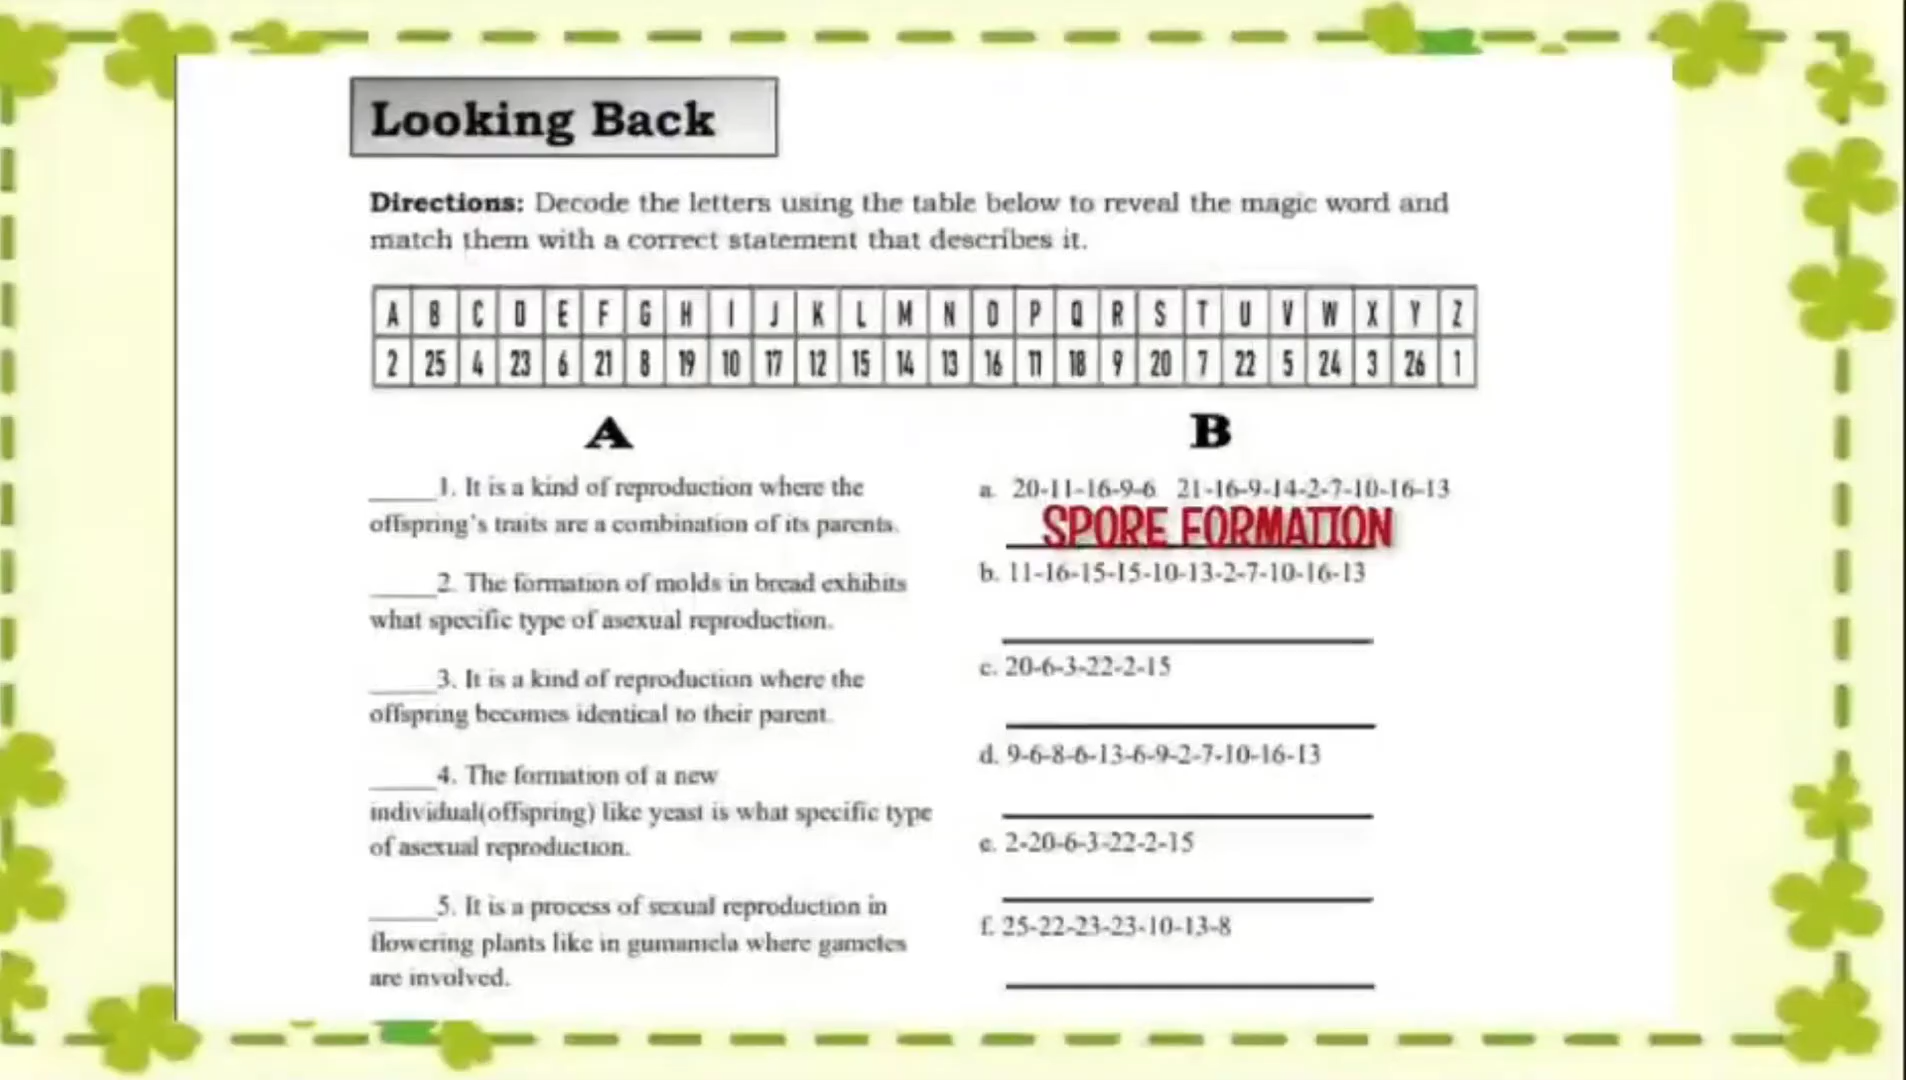 Looking Back
Directions: Decode the letters using the table below to reveal the magic word and
match them with a correct statement that describes it.
A B C D E F G H I J K L M N O P Q R S T U V W X Y Z
2 25 4 23 6 21 8 19 10 17 12 15 14 13 16 11 18 9 20 7 22 5 24 3 26 1
A
B
_____1. It is a kind of reproduction where the
offspring's traits are a combination of its parents.
_____2. The formation of molds in bread exhibits
what specific type of asexual reproduction.
_____3. It is a kind of reproduction where the
offspring becomes identical to their parent.
_____4. The formation of a new
individual(offspring) like yeast is what specific type
of asexual reproduction.
_____5. It is a process of sexual reproduction in
flowering plants like in gumamela where gametes
are involved.
a. 20-11-16-9-6 21-16-9-14-2-7-10-16-13
SPORE FORMATION
b. 11-16-15-15-10-13-2-7-10-16-13
c. 20-6-3-22-2-15
d. 9-6-8-6-13-6-9-2-7-10-16-13
e. 2-20-6-3-22-2-15
f. 25-22-23-23-10-13-8